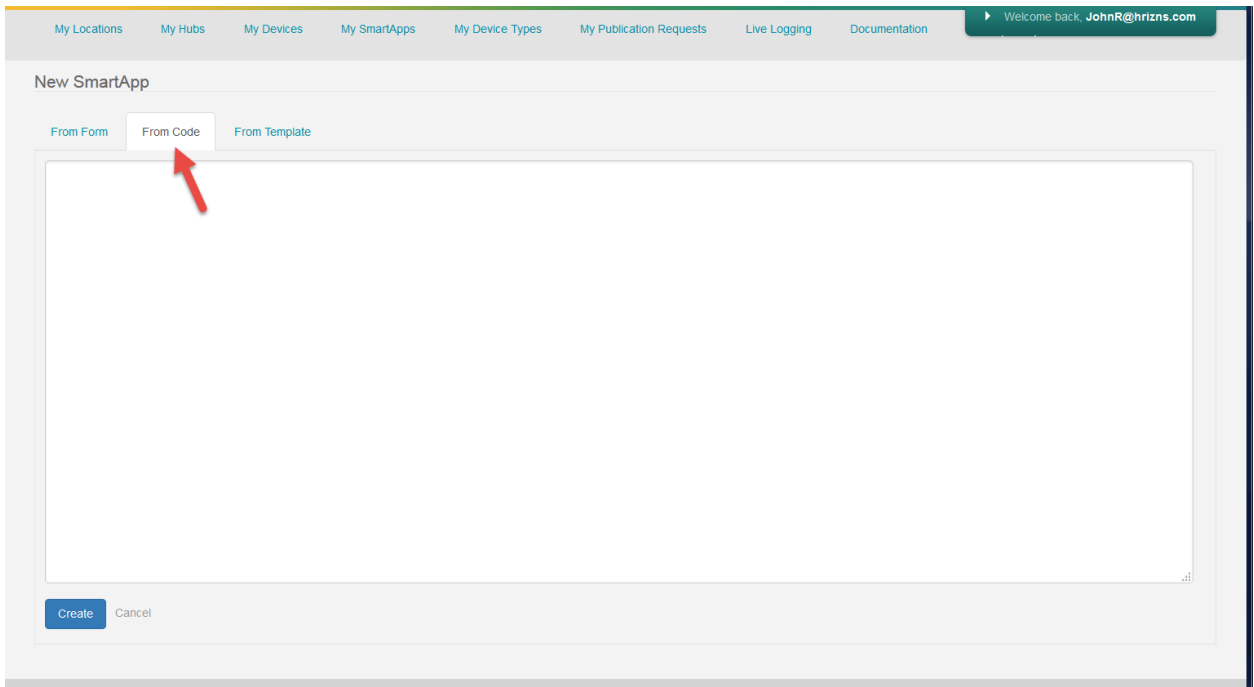 My Locations My Hubs My Devices My SmartApps My Device Types My Publication Requests Live Logging Documentation Welcome back, JohnR@hrizns.com
New SmartApp
From Form From Code From Template
Create Cancel